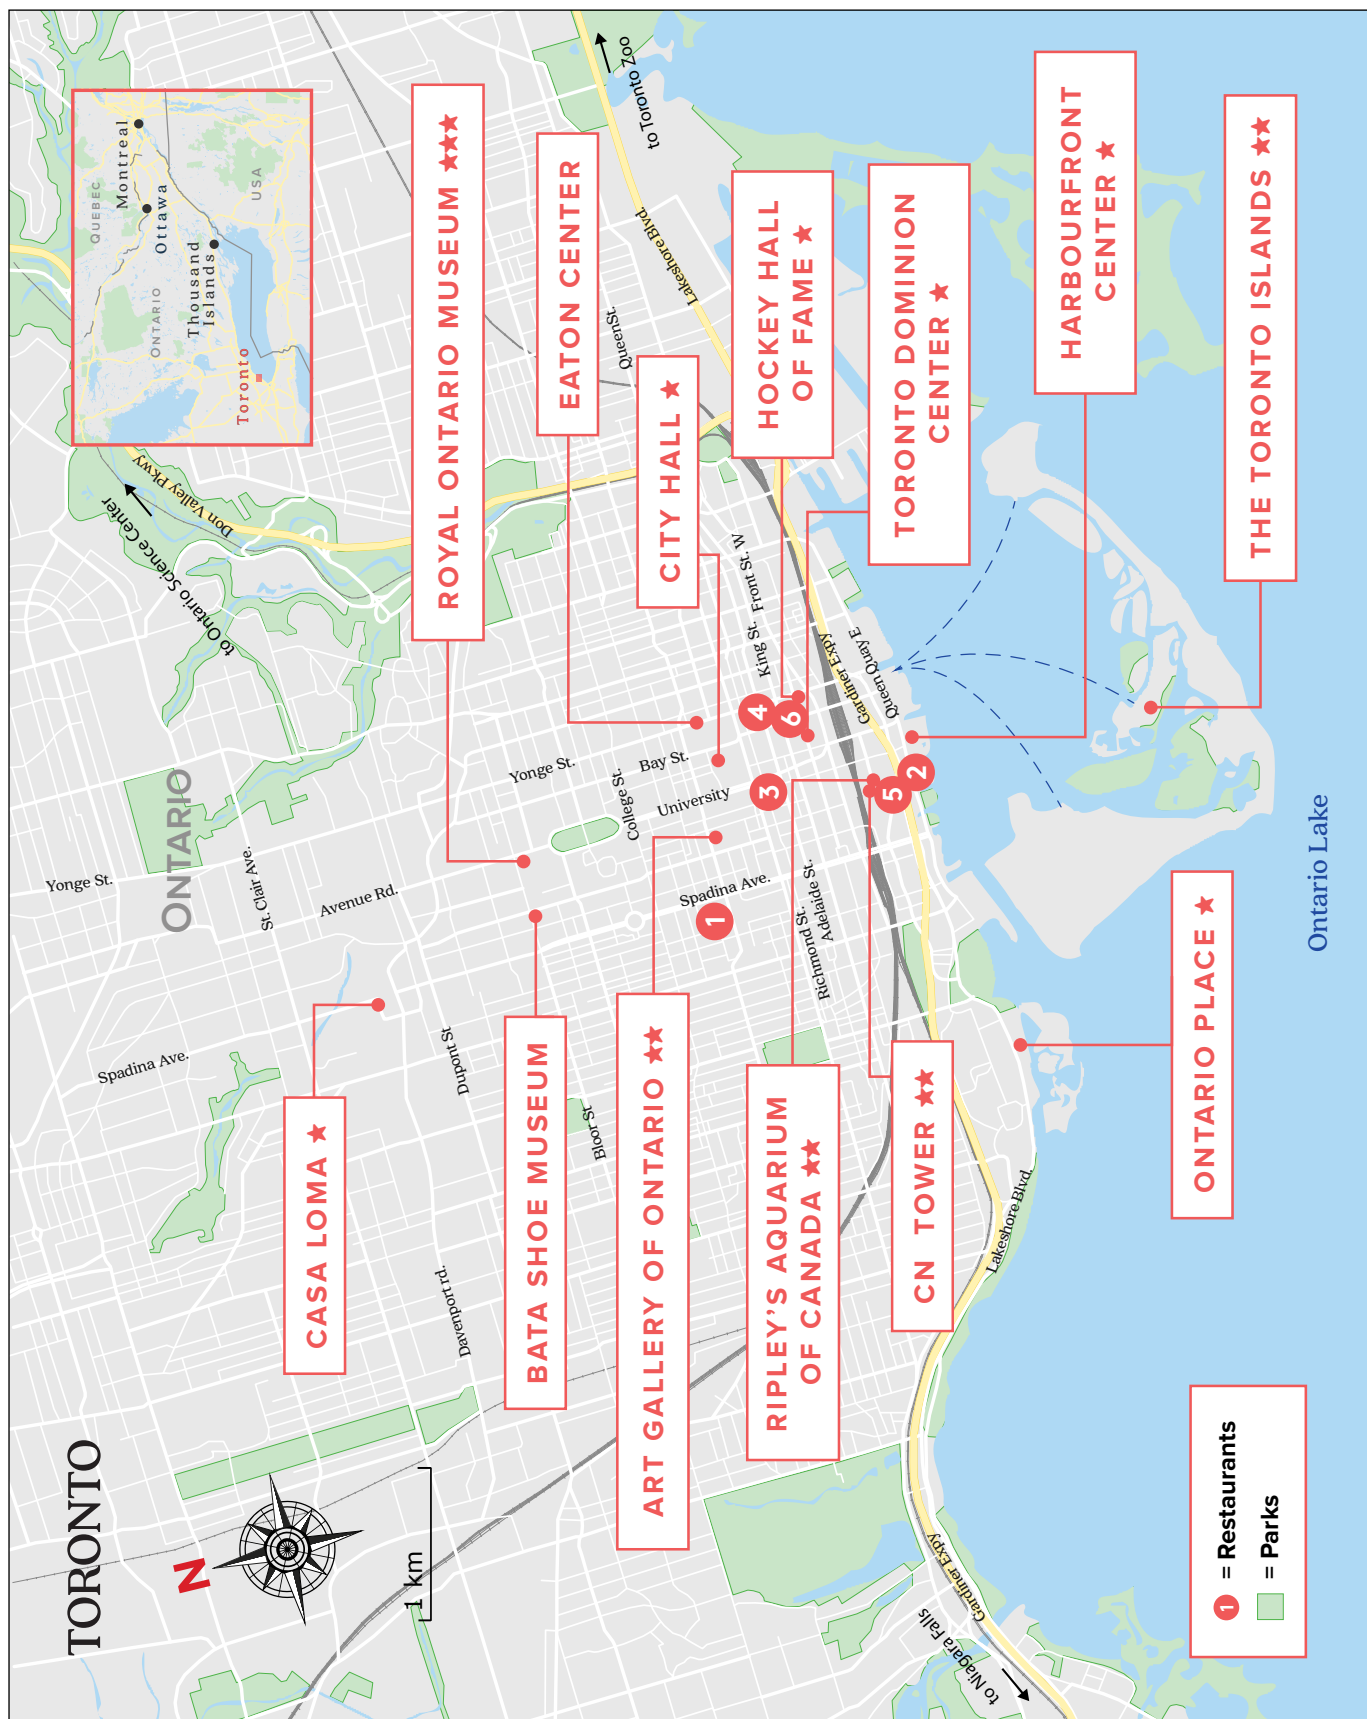 TORONTO
N
1 km
QUEBEC
Montreal
Ottawa
ONTARIO
Thousand
Islands
USA
Toronto
to Ontario Science Center
Don Valley Pkwy
to Toronto Zoo
Lakeshore Blvd.
ONTARIO
Yonge St.
St. Clair Ave.
Avenue Rd.
Spadina Ave.
Dupont St
Davenport rd.
Bloor St
CASA LOMA ★
BATA SHOE MUSEUM
ROYAL ONTARIO MUSEUM ★★★
EATON CENTER
CITY HALL ★
ART GALLERY OF ONTARIO ★★
HOCKEY HALL
OF FAME ★
TORONTO DOMINION
CENTER ★
HARBOURFRONT
CENTER ★
THE TORONTO ISLANDS ★★
RIPLEY'S AQUARIUM
OF CANADA ★★
CN TOWER ★★
ONTARIO PLACE ★
Yonge St.
College St.
Bay St.
University
Spadina Ave.
Richmond St.
Adelaide St.
QueenSt.
King St.
Front St. W
Gardiner Expy
Queen Quay E
1
2
3
4
5
6
Lakeshore Blvd.
Gardiner Expy
to Niagara Falls
Ontario Lake
1 = Restaurants
= Parks